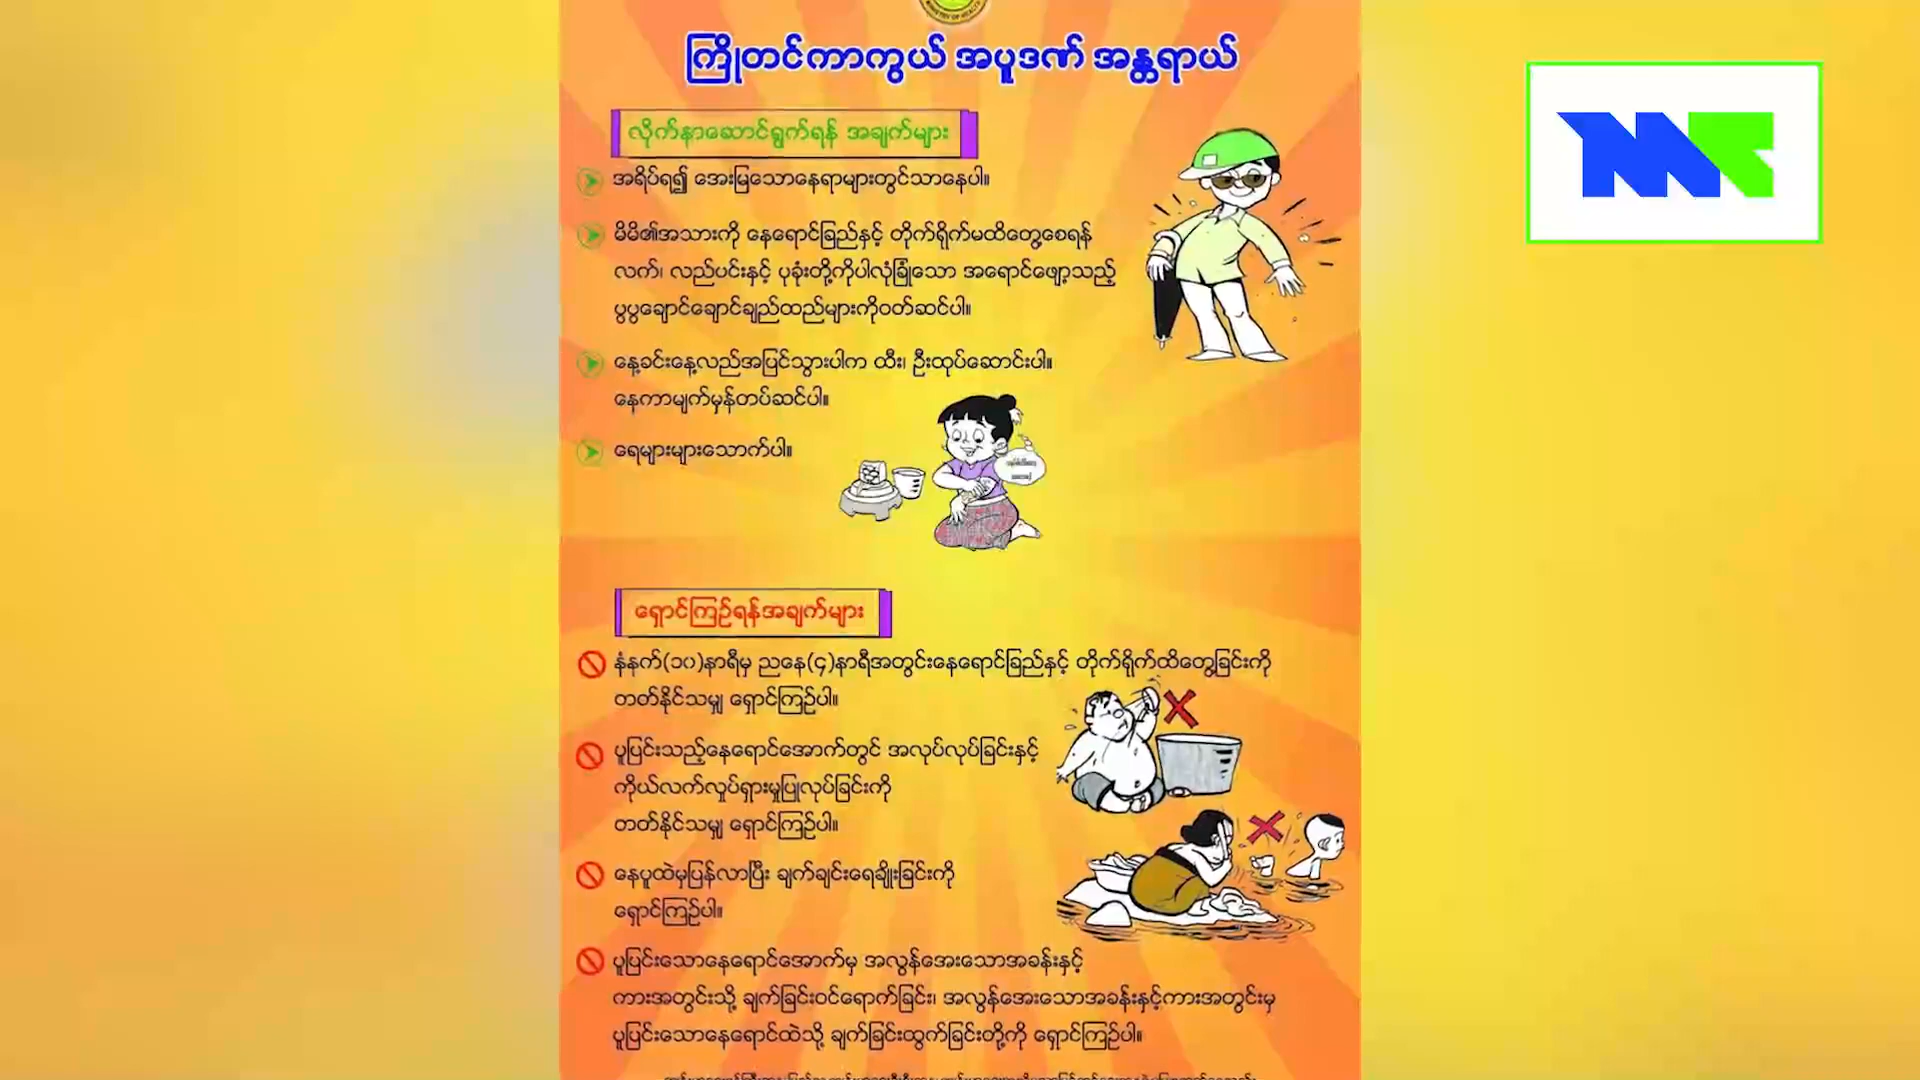 MINISTRY OF HEALTH
ကြိုတင်ကာကွယ် အပူဒဏ် အန္တရာယ်
လိုက်နာဆောင်ရွက်ရန် အချက်များ
အရိပ်ရ၍ အေးမြသောနေရာများတွင်သာနေပါ။
မိမိ၏အသားကို နေရောင်ခြည်နှင့် တိုက်ရိုက်မထိတွေ့စေရန်
လက်၊ လည်ပင်းနှင့် ပုခုံးတို့ကိုပါလုံခြုံသော အရောင်ဖျော့သည့်
ပွပွချောင်ချောင်ချည်ထည်များကိုဝတ်ဆင်ပါ။
နေ့ခင်းနေ့လည်အပြင်သွားပါက ထီး၊ ဦးထုပ်ဆောင်းပါ။
နေကာမျက်မှန်တပ်ဆင်ပါ။
ရေများများသောက်ပါ။
ရှောင်ကြဉ်ရန်အချက်များ
နံနက်(၁၀)နာရီမှ ညနေ(၄)နာရီအတွင်းနေရောင်ခြည်နှင့် တိုက်ရိုက်ထိတွေ့ခြင်းကို
တတ်နိုင်သမျှ ရှောင်ကြဉ်ပါ။
ပူပြင်းသည့်နေရောင်အောက်တွင် အလုပ်လုပ်ခြင်းနှင့်
ကိုယ်လက်လှုပ်ရှားမှုပြုလုပ်ခြင်းကို
တတ်နိုင်သမျှ ရှောင်ကြဉ်ပါ။
နေပူထဲမှပြန်လာပြီး ချက်ချင်းရေချိုးခြင်းကို
ရှောင်ကြဉ်ပါ။
ပူပြင်းသောနေရောင်အောက်မှ အလွန်အေးသောအခန်းနှင့်
ကားအတွင်းသို့ ချက်ခြင်းဝင်ရောက်ခြင်း၊ အလွန်အေးသောအခန်းနှင့်ကားအတွင်းမှ
ပူပြင်းသောနေရောင်ထဲသို့ ချက်ခြင်းထွက်ခြင်းတို့ကို ရှောင်ကြဉ်ပါ။